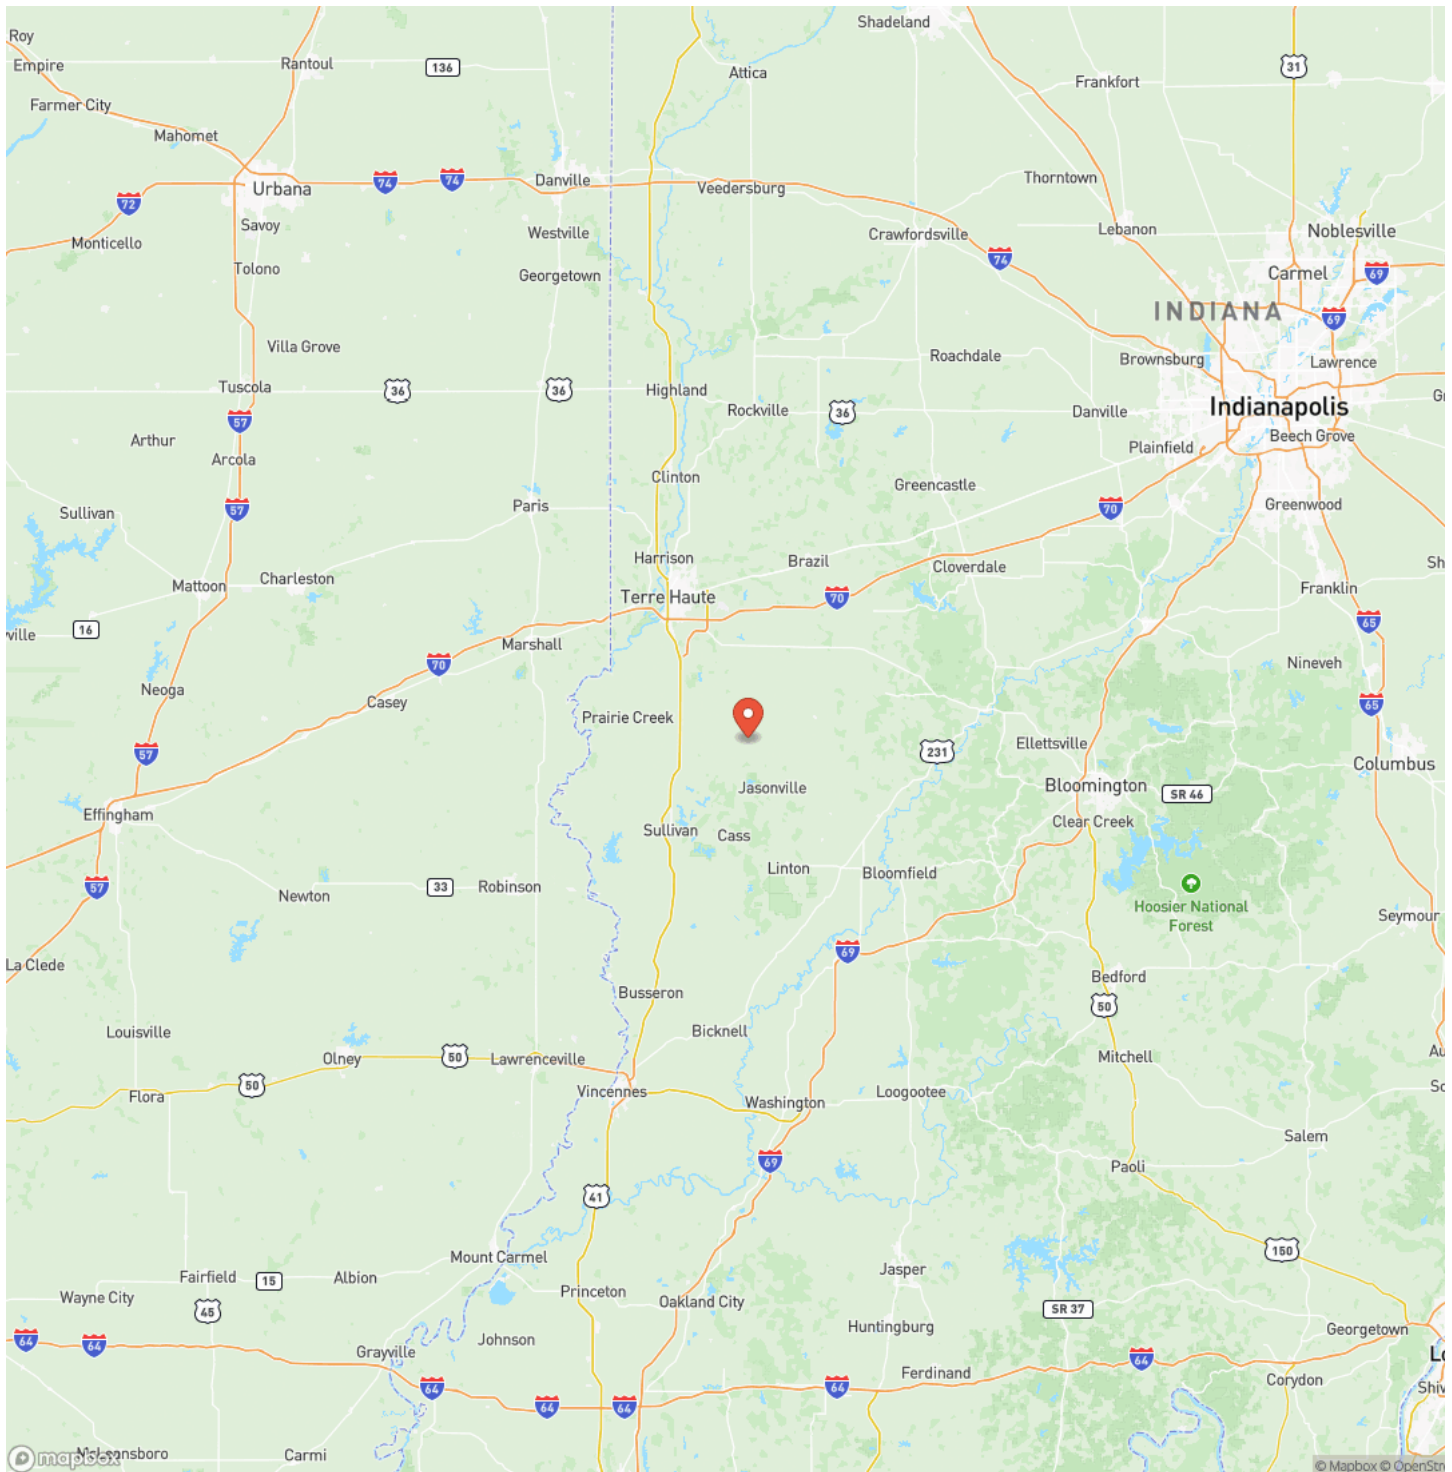 Shadeland
Roy
Empire
Rantoul
136
Attica
31
Frankfort
Farmer City
Mahomet
Urbana
74
74
Danville
Veedersburg
Thorntown
72
Savoy
Westville
Crawfordsville
Lebanon
Noblesville
Monticello
Tolono
Georgetown
74
Carmel
69
INDIANA
69
Villa Grove
Roachdale
Brownsburg
Lawrence
Tuscola
36
36
Highland
Rockville
36
Danville
Indianapolis
57
Arthur
Plainfield
Beech Grove
Arcola
Clinton
Greencastle
57
Sullivan
Paris
70
Greenwood
Harrison
Brazil
Cloverdale
Mattoon
Charleston
Terre Haute
70
Franklin
16
ville
Marshall
65
70
Nineveh
Neoga
Casey
Prairie Creek
65
57
231
Ellettsville
Columbus
Jasonville
Bloomington
SR 46
Effingham
Sullivan
Cass
Clear Creek
Linton
Bloomfield
57
Newton
33
Robinson
Hoosier National
Forest
Seymour
La Clede
69
Bedford
Busseron
50
Louisville
Bicknell
Olney
50
Lawrenceville
Mitchell
Au
50
Flora
Vincennes
Washington
Loogootee
Salem
69
Paoli
41
Mount Carmel
150
Fairfield
15
Albion
Jasper
Wayne City
45
Princeton
Oakland City
SR 37
64
64
Johnson
Huntingburg
Georgetown
Grayville
64
64
64
64
64
Ferdinand
Corydon
Shiv
McLeansboro
Carmi
mapbox
© Mapbox © OpenStr